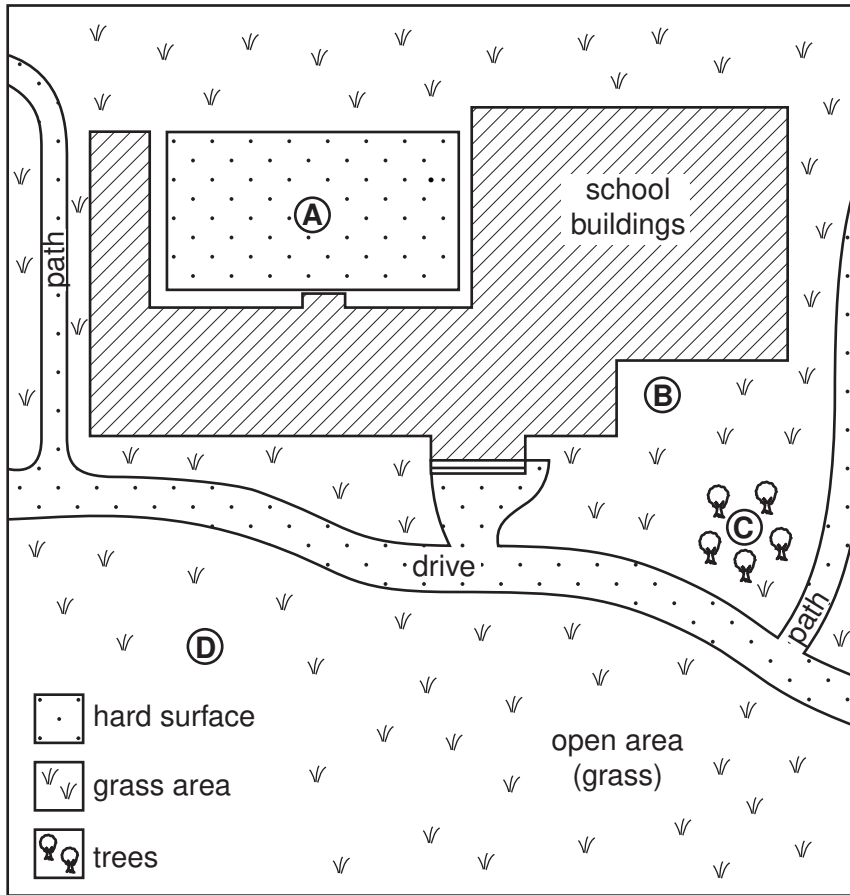 A
school
buildings
path
B
C
drive
path
D
hard surface
open area
(grass)
grass area
trees